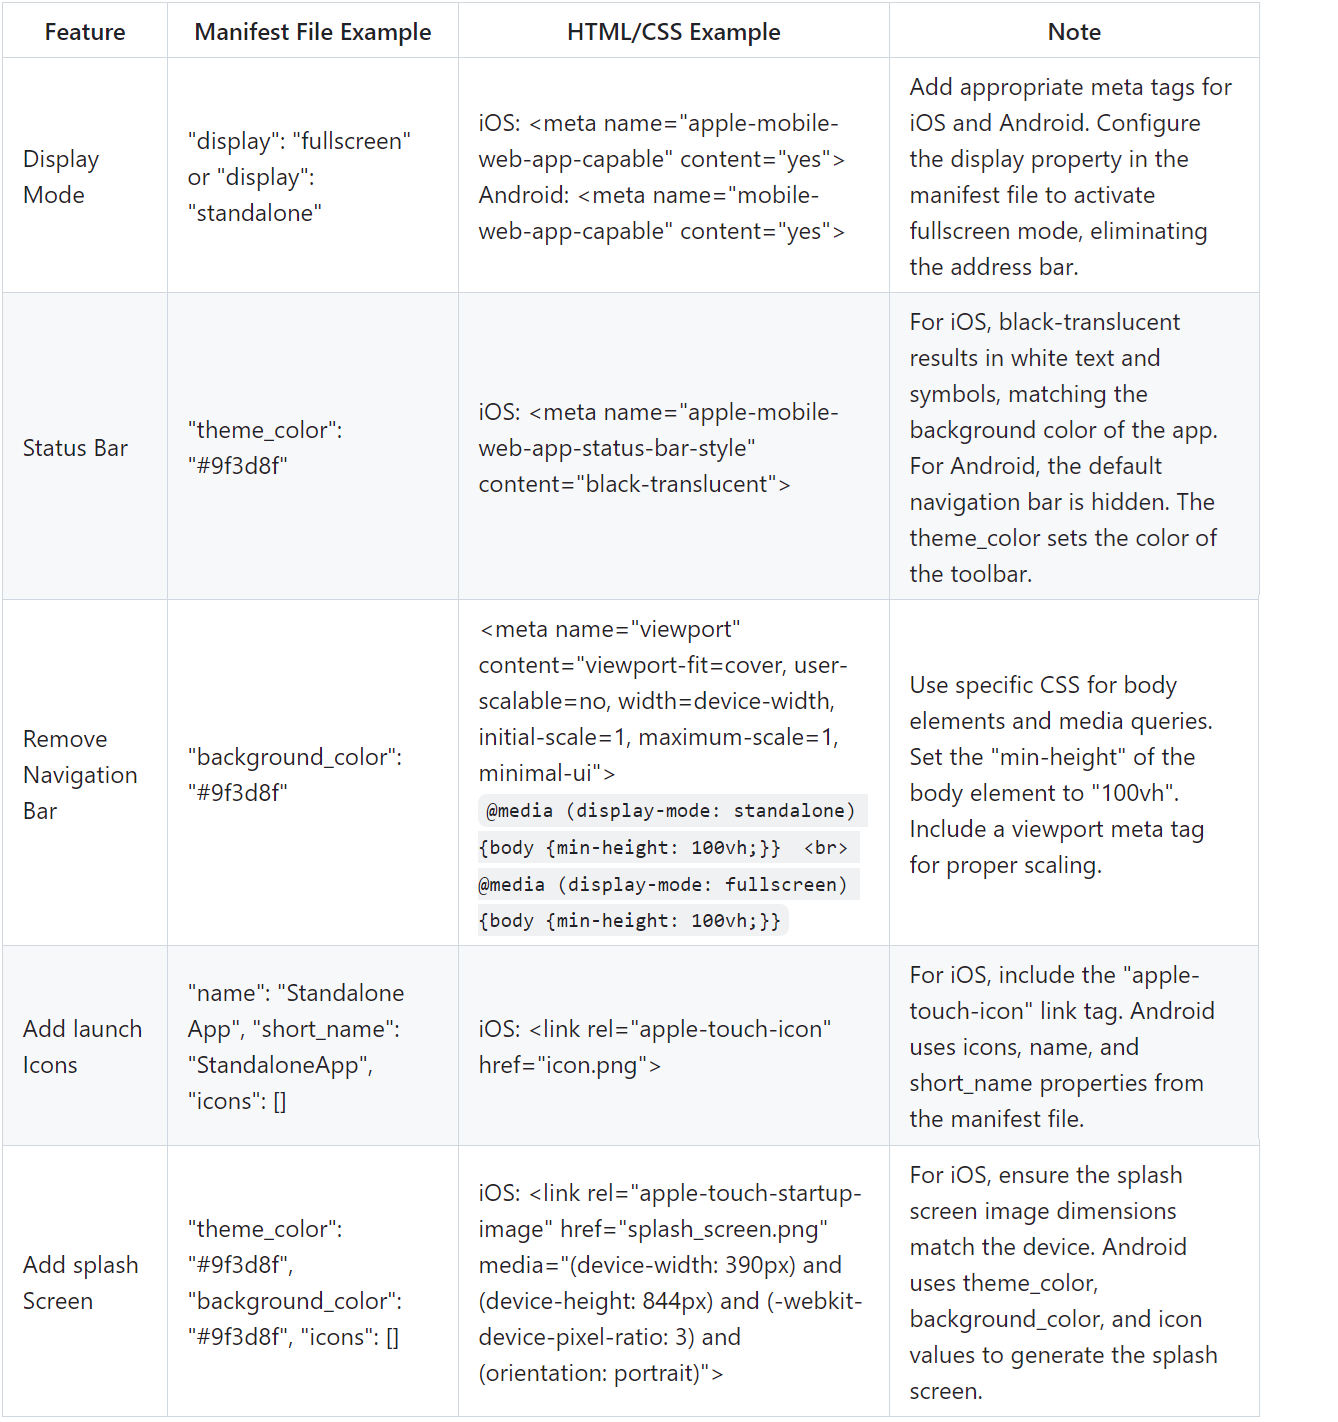 Feature
Manifest File Example
HTML/CSS Example
Note
Display
Mode
"display": "fullscreen"
or "display":
"standalone"
iOS: <meta name="apple-mobile-
web-app-capable" content="yes">
Android: <meta name="mobile-
web-app-capable" content="yes">
Add appropriate meta tags for
iOS and Android. Configure
the display property in the
manifest file to activate
fullscreen mode, eliminating
the address bar.
Status Bar
"theme_color":
"#9f3d8f"
iOS: <meta name="apple-mobile-
web-app-status-bar-style"
content="black-translucent">
For iOS, black-translucent
results in white text and
symbols, matching the
background color of the app.
For Android, the default
navigation bar is hidden. The
theme_color sets the color of
the toolbar.
Remove
Navigation
Bar
"background_color":
"#9f3d8f"
<meta name="viewport"
content="viewport-fit=cover, user-
scalable=no, width=device-width,
initial-scale=1, maximum-scale=1,
minimal-ui">
@media (display-mode: standalone)
{body {min-height: 100vh;}}  <br>
@media (display-mode: fullscreen)
{body {min-height: 100vh;}}
Use specific CSS for body
elements and media queries.
Set the "min-height" of the
body element to "100vh".
Include a viewport meta tag
for proper scaling.
Add launch
Icons
"name": "Standalone
App", "short_name":
"StandaloneApp",
"icons": []
iOS: <link rel="apple-touch-icon"
href="icon.png">
For iOS, include the "apple-
touch-icon" link tag. Android
uses icons, name, and
short_name properties from
the manifest file.
Add splash
Screen
"theme_color":
"#9f3d8f",
"background_color":
"#9f3d8f", "icons": []
iOS: <link rel="apple-touch-startup-
image" href="splash_screen.png"
media="(device-width: 390px) and
(device-height: 844px) and (-webkit-
device-pixel-ratio: 3) and
(orientation: portrait)">
For iOS, ensure the splash
screen image dimensions
match the device. Android
uses theme_color,
background_color, and icon
values to generate the splash
screen.